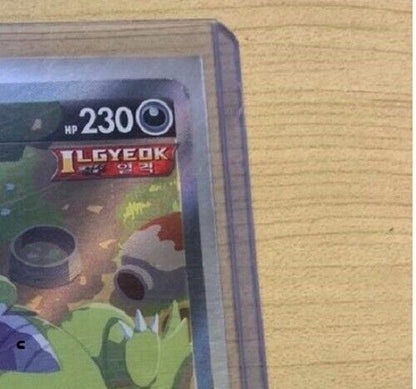 HP 230
ILGYEOK
일격
C